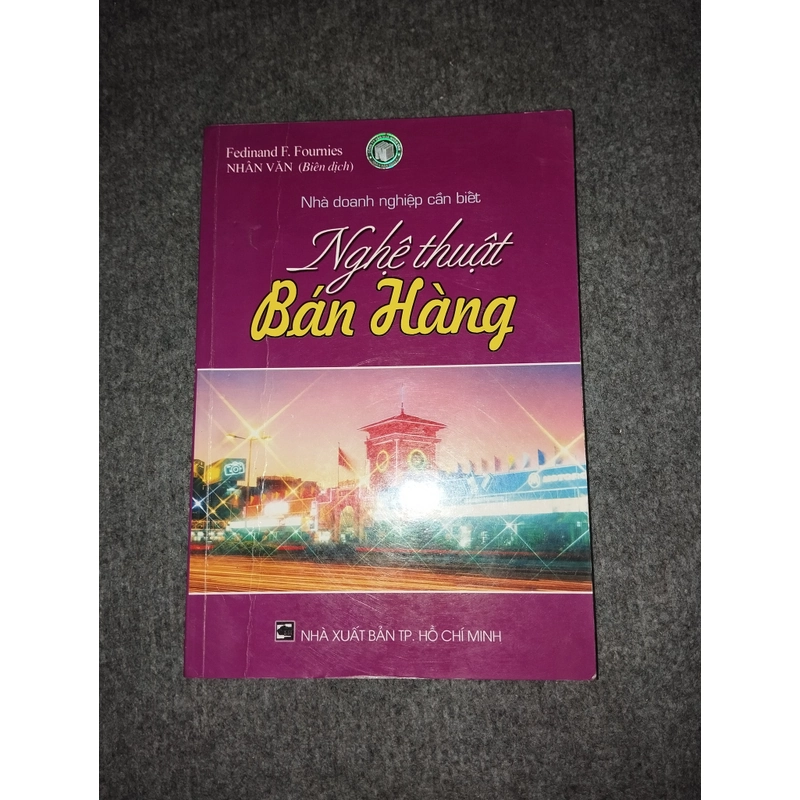 Fedinand F. Fournies
NHÂN VĂN (Biên dịch)
Nhà doanh nghiệp cần biết
Nghệ thuật
Bán Hàng
NHÀ XUẤT BẢN TP. HỒ CHÍ MINH